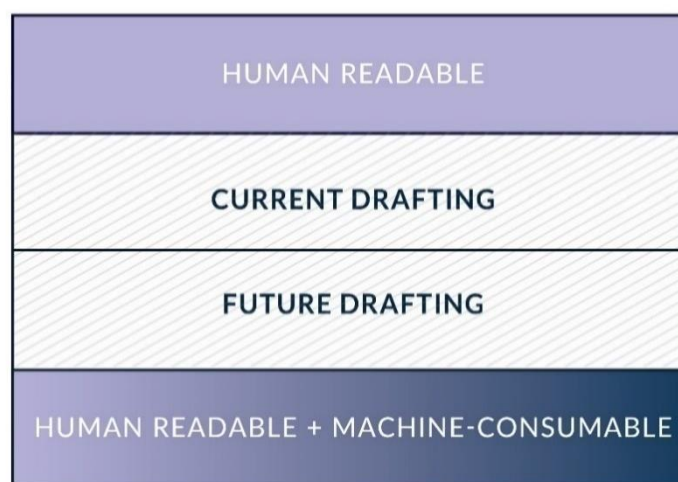 HUMAN READABLE
CURRENT DRAFTING
FUTURE DRAFTING
HUMAN READABLE + MACHINE-CONSUMABLE